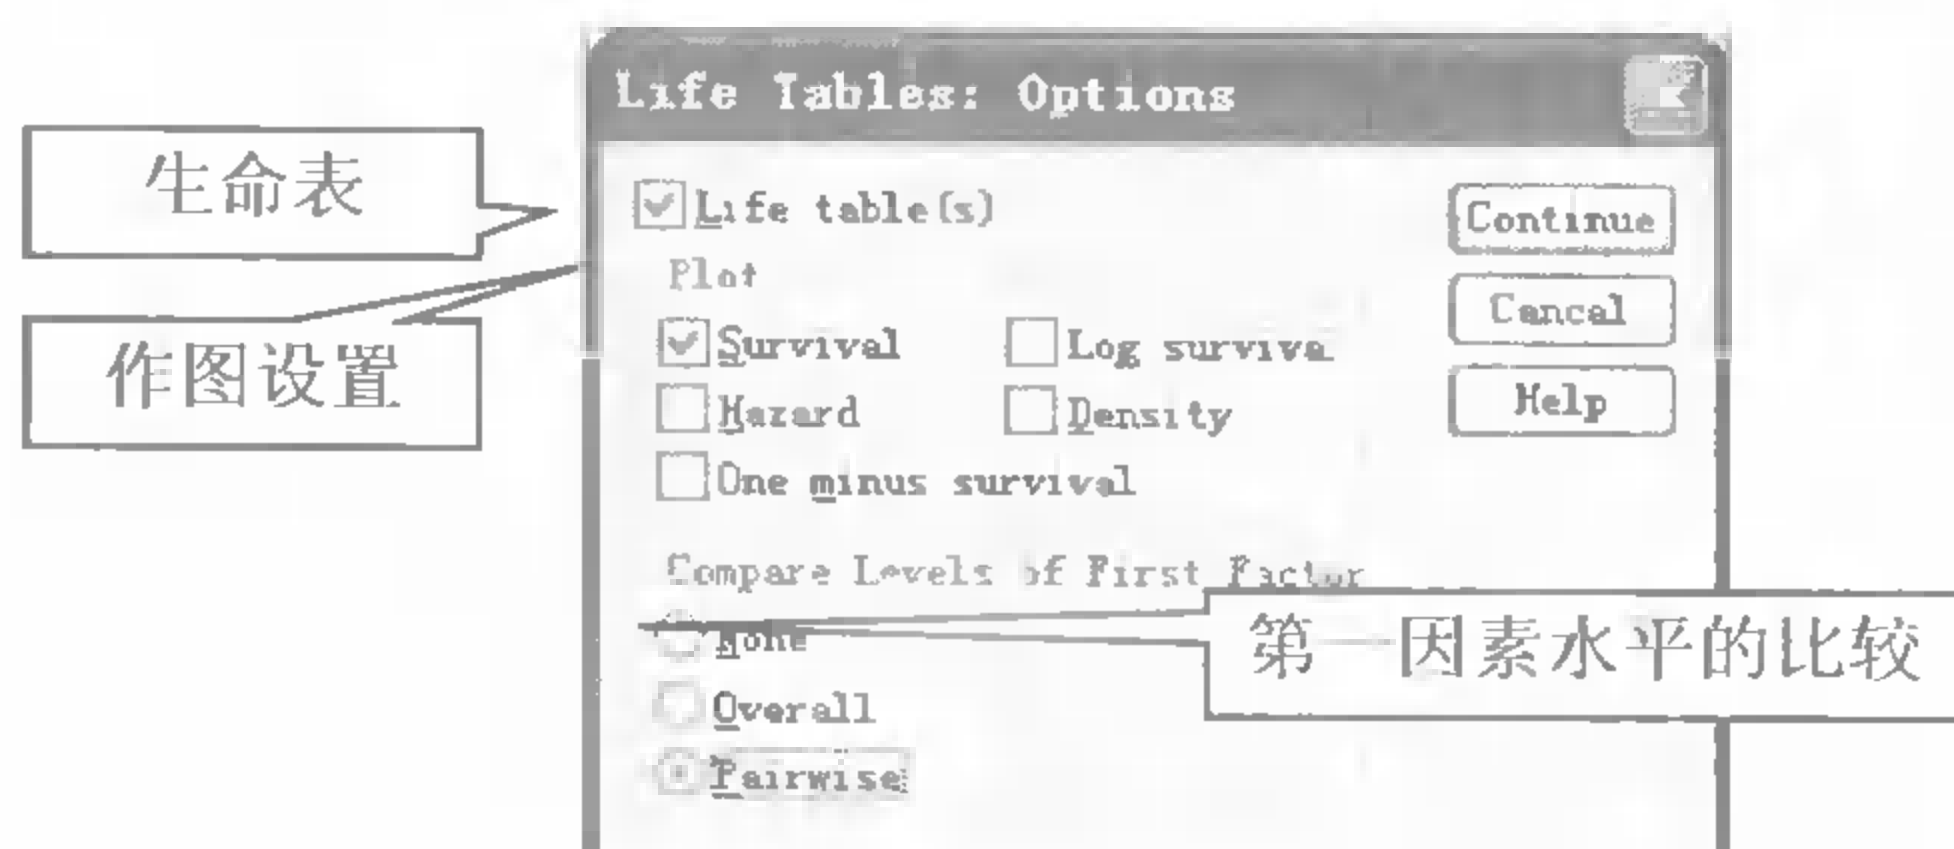 Life Tables: Options
生命表
Life table(s)
Continue
Plot
作图设置
Survival
Log surviva
Cancal
Hazard
Density
Help
One minus survival
Compare Levels of First Factor
None
第一因素水平的比较
Overall
Pairwise